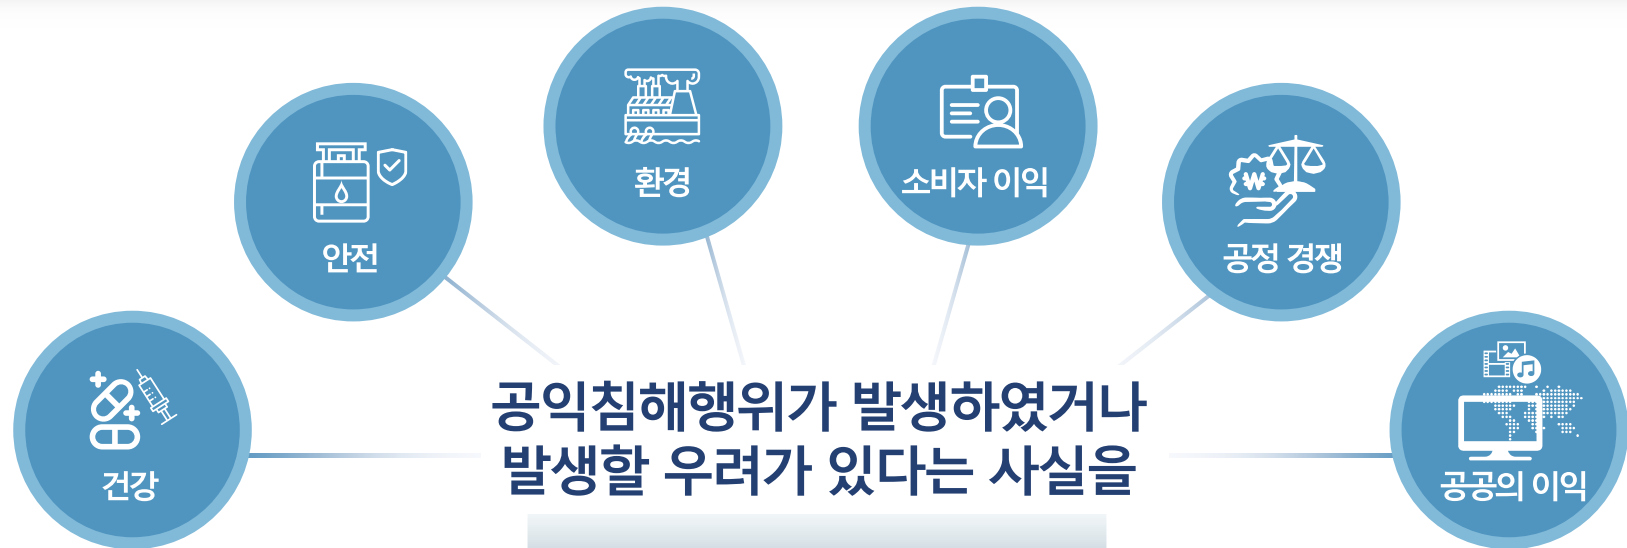 건강
안전
환경
소비자 이익
공정 경쟁
공공의 이익
공익침해행위가 발생하였거나
발생할 우려가 있다는 사실을